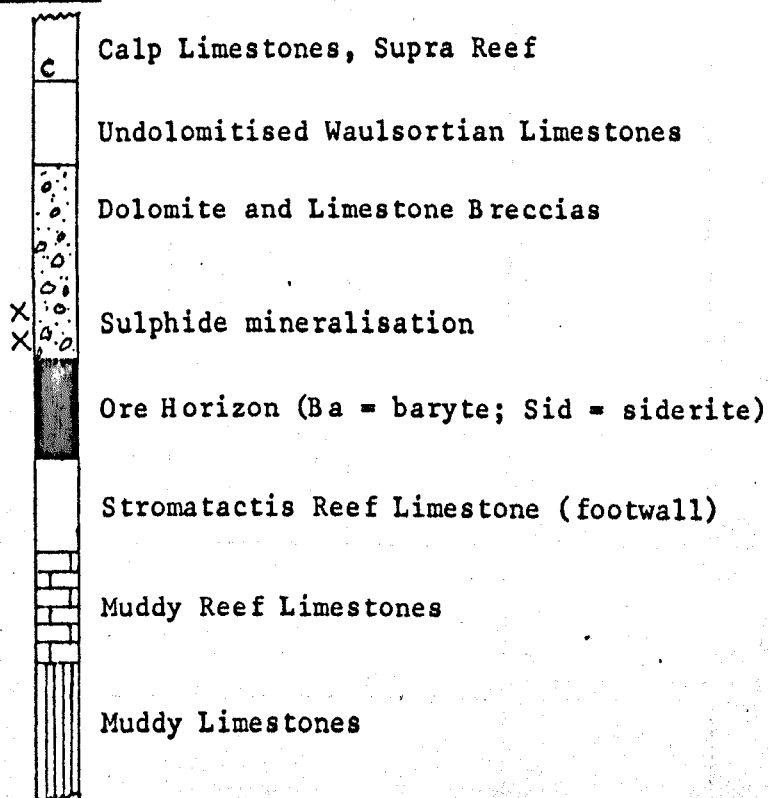 Calp Limestones, Supra Reef
C
Undolomitised Waulsortian Limestones
Dolomite and Limestone Breccias
X
X
Sulphide mineralisation
Ore Horizon (Ba = baryte; Sid = siderite)
Stromatactis Reef Limestone (footwall)
Muddy Reef Limestones
Muddy Limestones